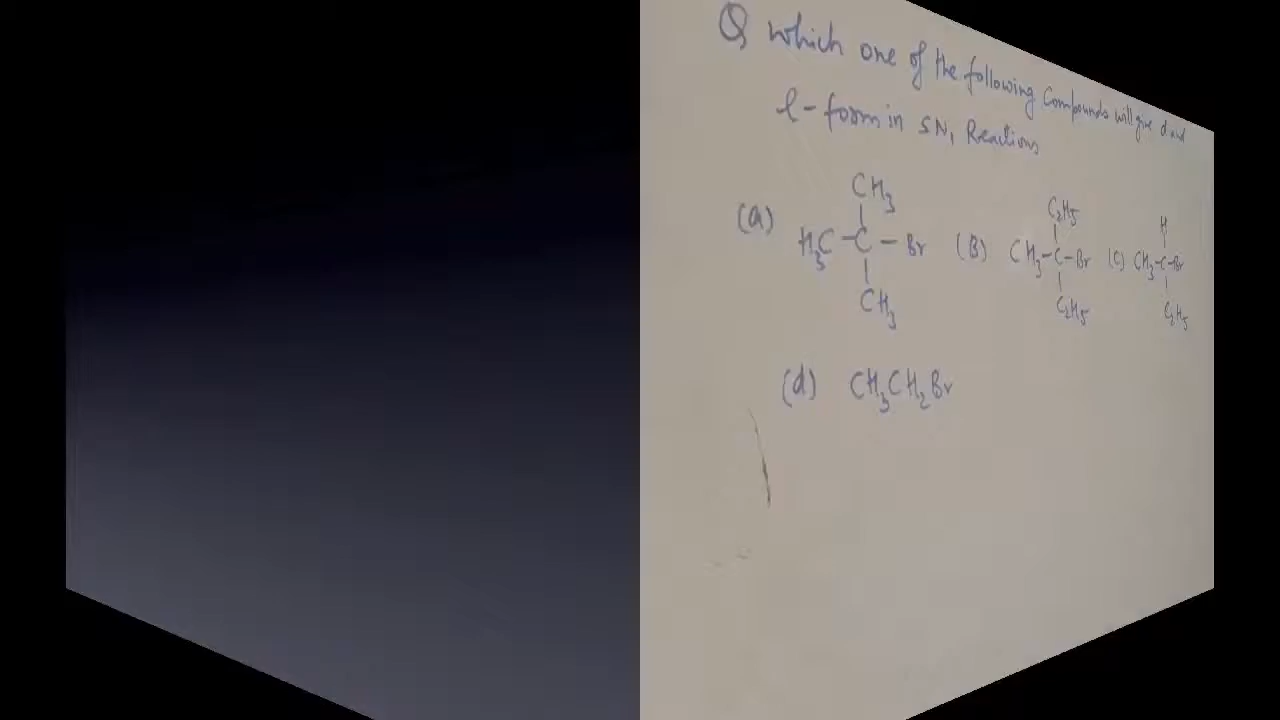 Q Which one of the following Compounds will give d and
l-form in SN1 Reactions
(a) CH3 H3C-C-Br CH3 (B) C2H5 CH3-C-Br C2H5 (C) H CH3-C-Br C2H5
(d) CH3CH2Br